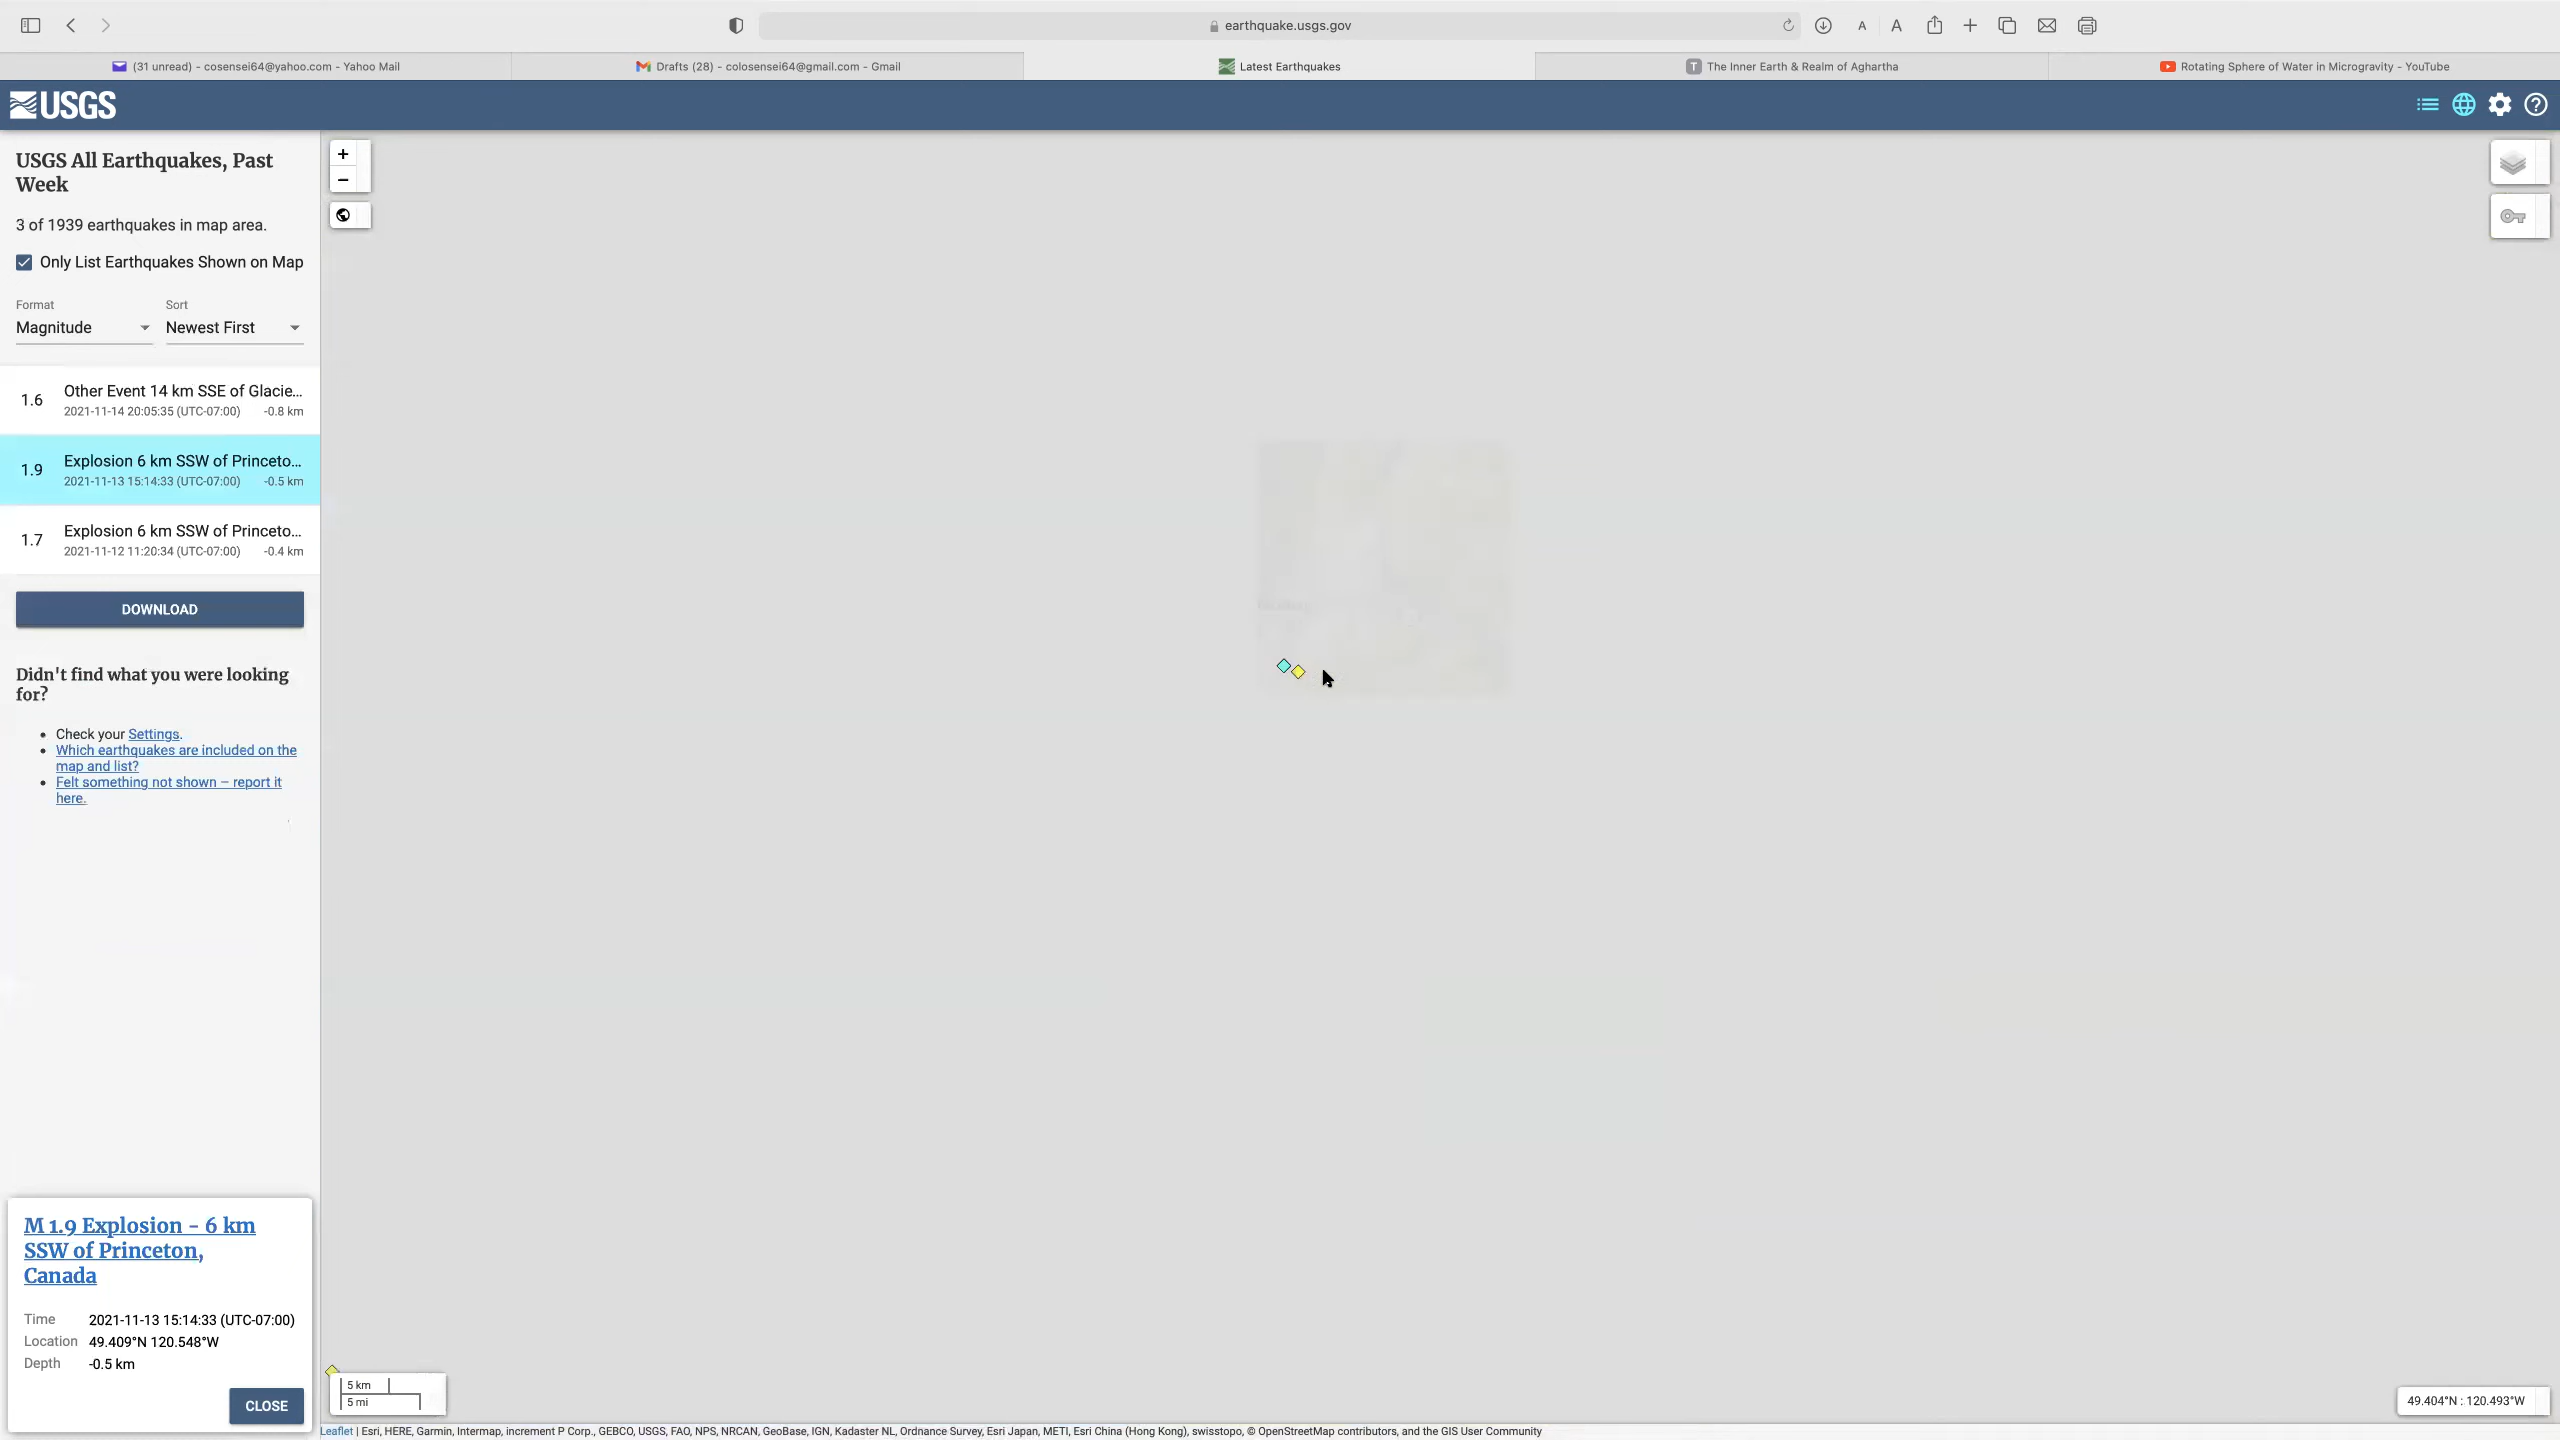 earthquake.usgs.gov
A A
(31 unread) - cosensei64@yahoo.com - Yahoo Mail
Drafts (28) - colosensei64@gmail.com - Gmail
Latest Earthquakes
T The Inner Earth & Realm of Aghartha
Rotating Sphere of Water in Microgravity - YouTube
USGS
USGS All Earthquakes, Past
Week
3 of 1939 earthquakes in map area.
Only List Earthquakes Shown on Map
Format Sort
Magnitude Newest First
1.6 Other Event 14 km SSE of Glacie...
2021-11-14 20:05:35 (UTC-07:00) -0.8 km
1.9 Explosion 6 km SSW of Princeto...
2021-11-13 15:14:33 (UTC-07:00) -0.5 km
1.7 Explosion 6 km SSW of Princeto...
2021-11-12 11:20:34 (UTC-07:00) -0.4 km
DOWNLOAD
Didn't find what you were looking
for?
• Check your Settings.
• Which earthquakes are included on the
map and list?
• Felt something not shown – report it
here.
M 1.9 Explosion - 6 km
SSW of Princeton,
Canada
Time 2021-11-13 15:14:33 (UTC-07:00)
Location 49.409°N 120.548°W
Depth -0.5 km
CLOSE
+
−
5 km
5 mi
49.404°N : 120.493°W
Leaflet | Esri, HERE, Garmin, Intermap, increment P Corp., GEBCO, USGS, FAO, NPS, NRCAN, GeoBase, IGN, Kadaster NL, Ordnance Survey, Esri Japan, METI, Esri China (Hong Kong), swisstopo, © OpenStreetMap contributors, and the GIS User Community